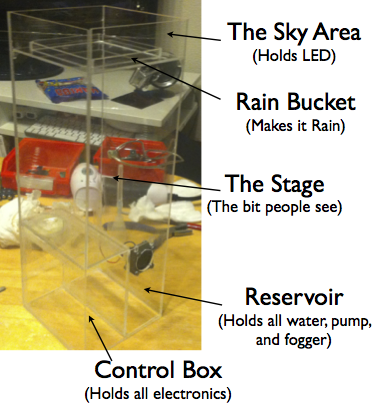 The Sky Area
(Holds LED)
Rain Bucket
(Makes it Rain)
The Stage
(The bit people see)
Reservoir
(Holds all water, pump,
and fogger)
Control Box
(Holds all electronics)